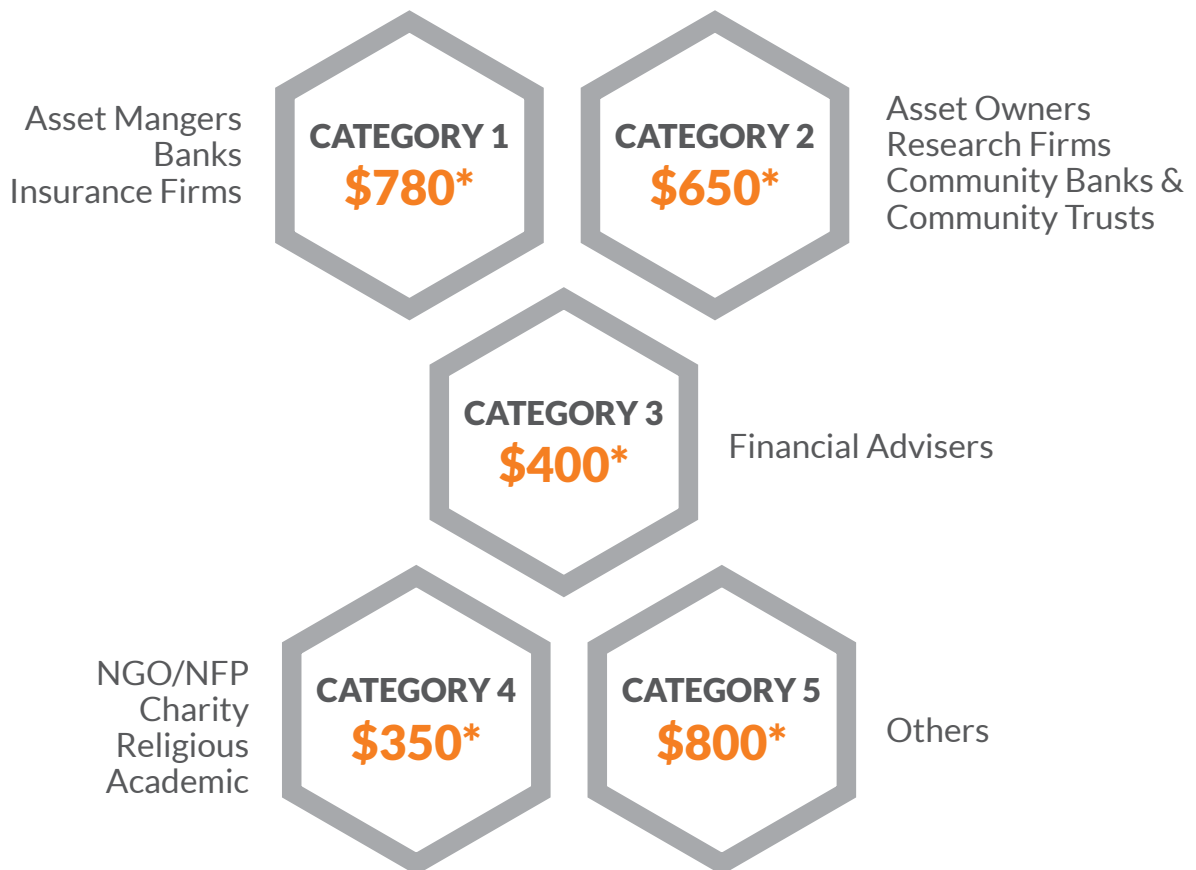 Asset Mangers
Banks
Insurance Firms
CATEGORY 1
$780*
CATEGORY 2
$650*
Asset Owners
Research Firms
Community Banks &
Community Trusts
CATEGORY 3
$400*
Financial Advisers
NGO/NFP
Charity
Religious
Academic
CATEGORY 4
$350*
CATEGORY 5
$800*
Others